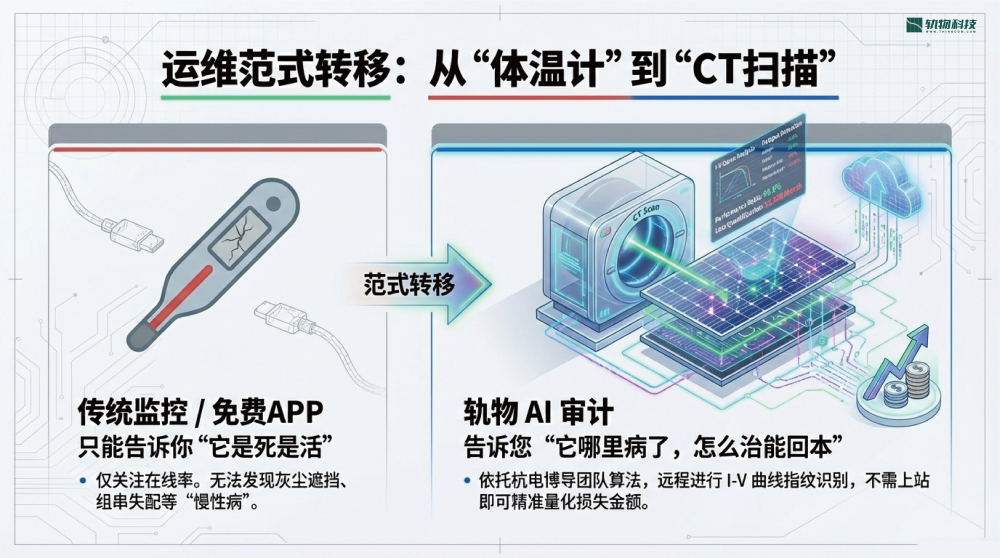 轨物科技
WWW.THINGCOM.COM
运维范式转移：从“体温计”到“CT扫描”
范式转移
CT Scan
传统监控 / 免费APP
只能告诉你“它是死是活”
• 仅关注在线率。无法发现灰尘遮挡、
组串失配等“慢性病”。
轨物 AI 审计
告诉您 “它哪里病了，怎么治能回本”
• 依托杭电博导团队算法，远程进行 I-V 曲线指纹识别，不需上站
即可精准量化损失金额。